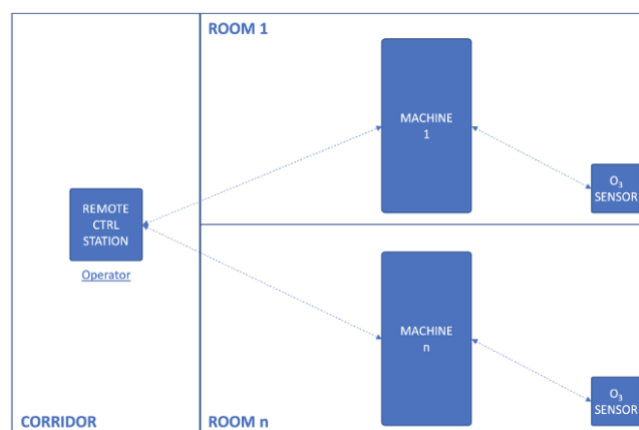 ROOM 1
MACHINE
1
O₃
SENSOR
REMOTE
CTRL
STATION
Operator
MACHINE
n
O₃
SENSOR
CORRIDOR
ROOM n